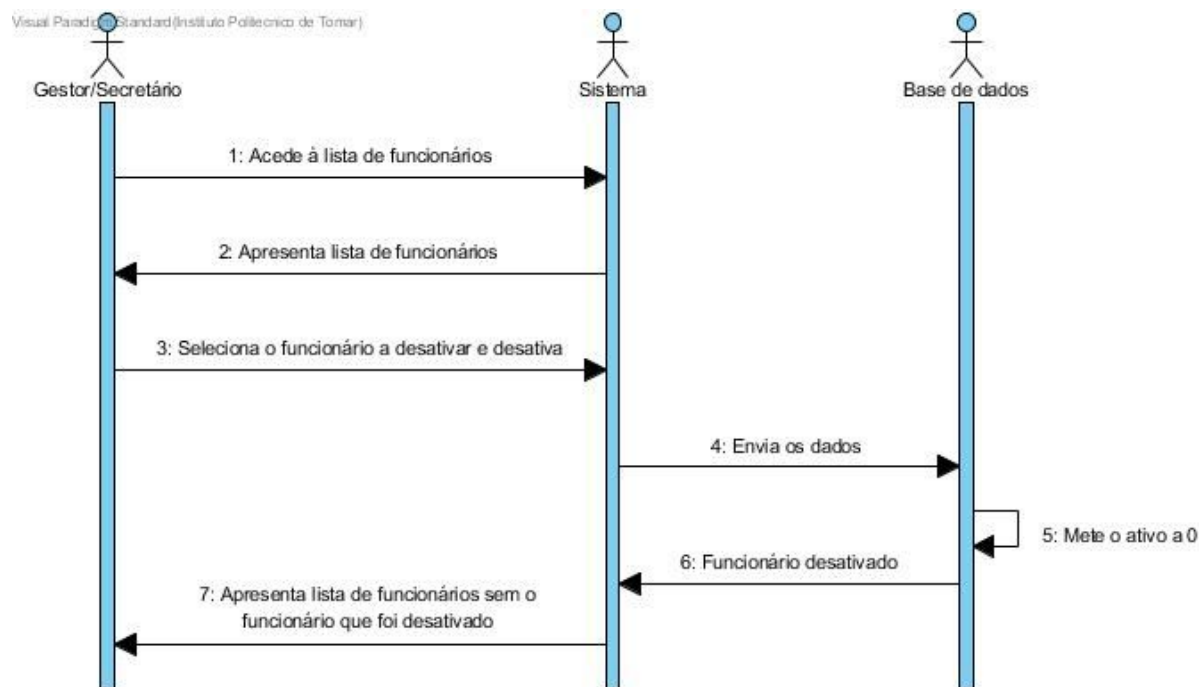 Visual Paradigm Standard(Instituto Politecnico de Tomar)
Gestor/Secretário
Sistema
Base de dados
1: Acede à lista de funcionários
2: Apresenta lista de funcionários
3: Seleciona o funcionário a desativar e desativa
4: Envia os dados
5: Mete o ativo a 0
6: Funcionário desativado
7: Apresenta lista de funcionários sem o
funcionário que foi desativado